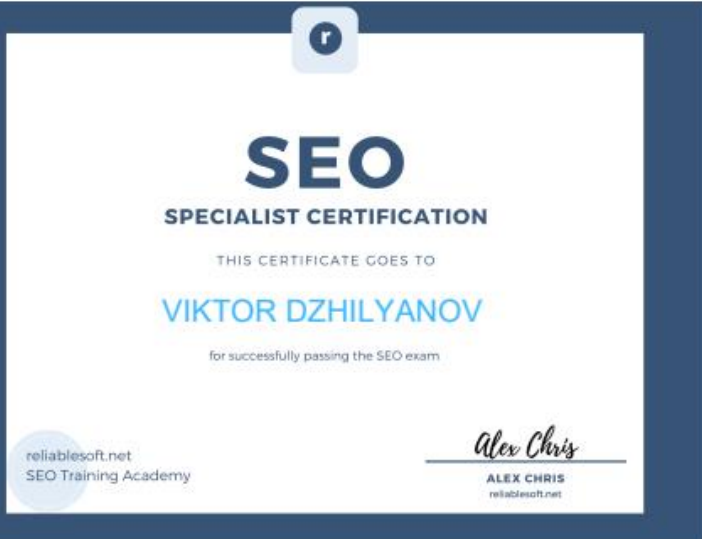 r
SEO
SPECIALIST CERTIFICATION
THIS CERTIFICATE GOES TO
VIKTOR DZHILYANOV
for successfully passing the SEO exam
reliablesoft.net
SEO Training Academy
Alex Chris
ALEX CHRIS
reliablesoft.net